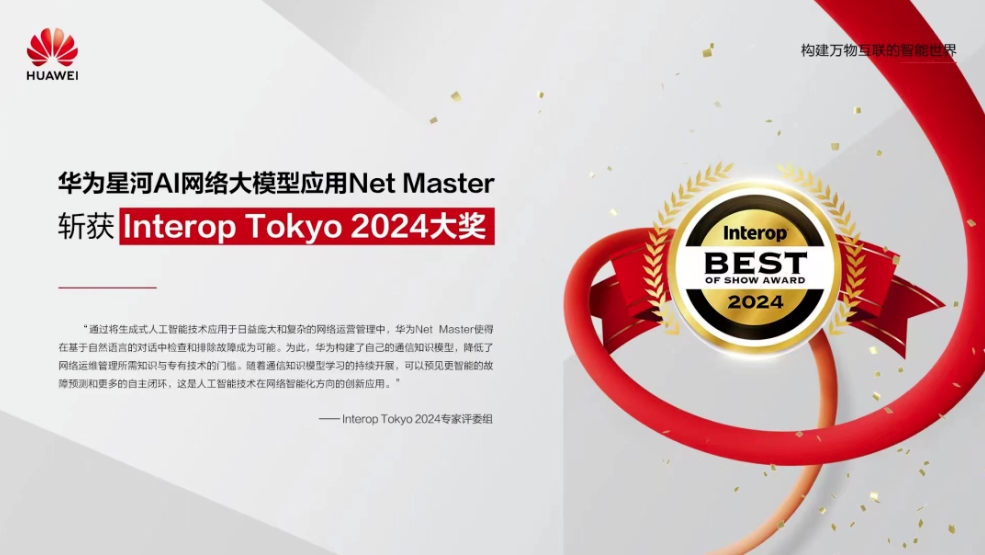 HUAWEI
构建万物互联的智能世界
华为星河AI网络大模型应用Net Master
斩获 Interop Tokyo 2024大奖
Interop
BEST
OF SHOW AWARD
2024
“通过将生成式人工智能技术应用于日益庞大和复杂的网络运营管理中，华为Net Master使得
在基于自然语言的对话中检查和排除故障成为可能。为此，华为构建了自己的通信知识模型，降低了
网络运维管理所需知识与专有技术的门槛。随着通信知识模型学习的持续开展，可以预见更智能的故
障预测和更多的自主闭环，这是人工智能技术在网络智能化方向的创新应用。”
—— Interop Tokyo 2024专家评委组